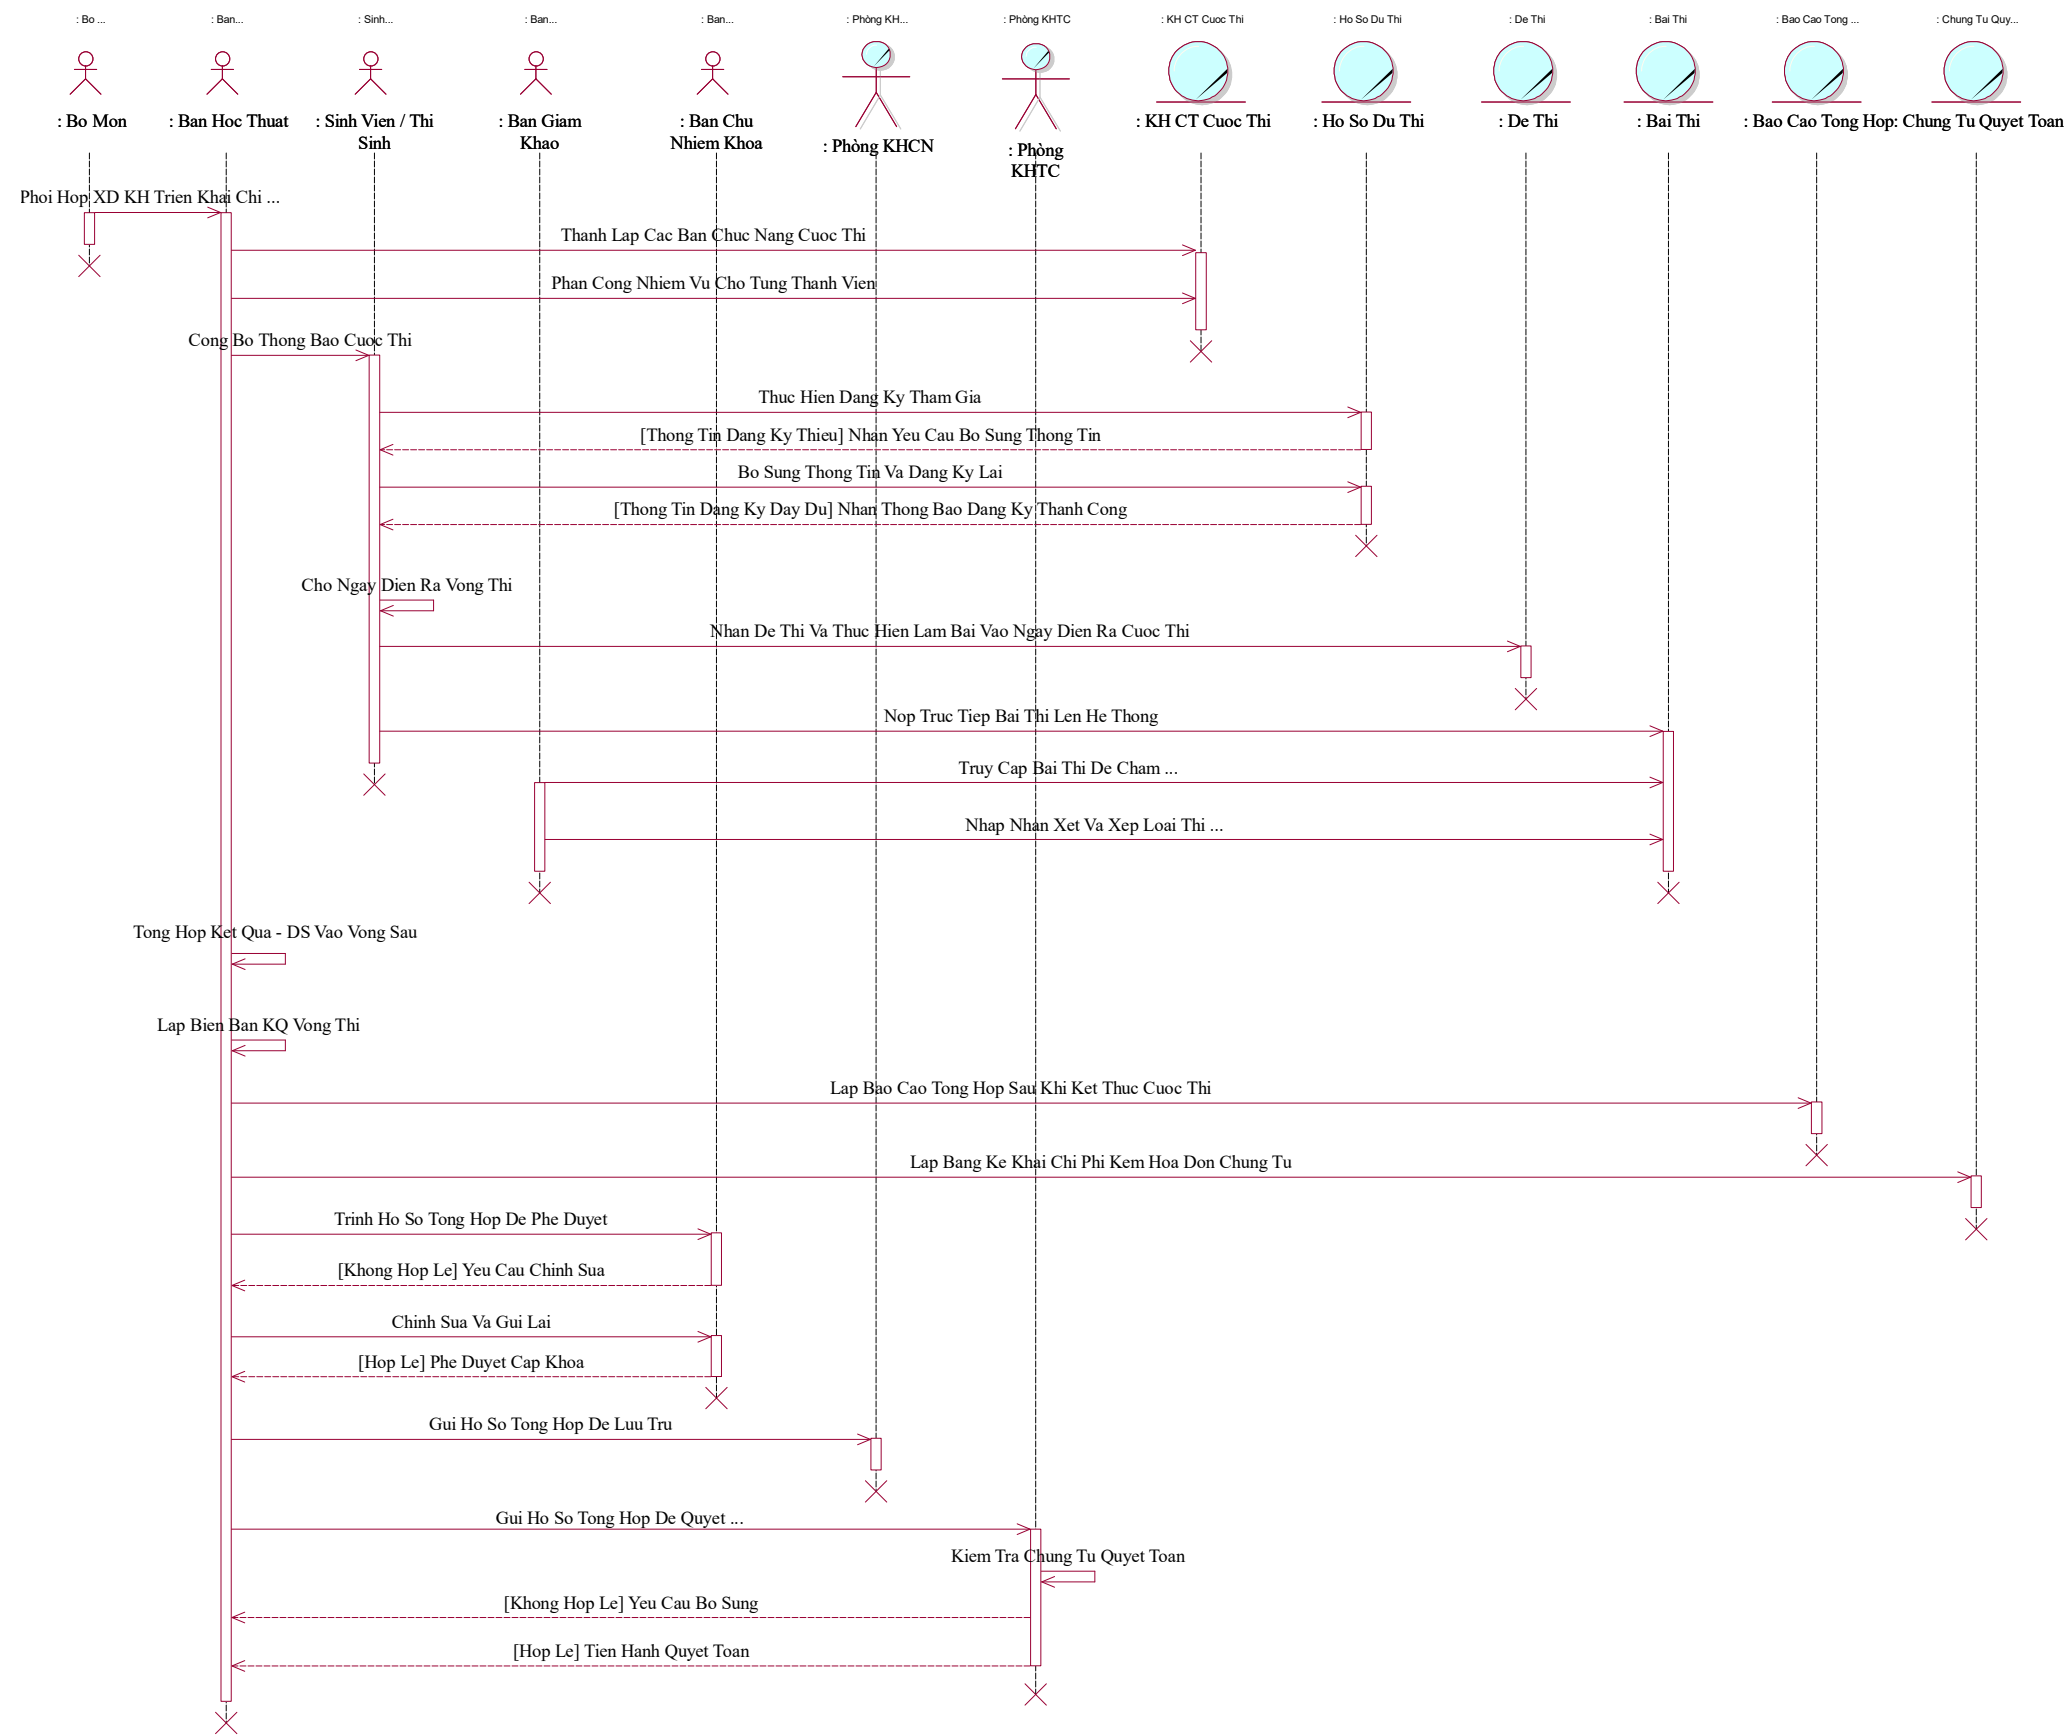 : Bo ...
: Ban...
: Sinh...
: Ban...
: Ban...
: Phòng KH...
: Phòng KHTC
: KH CT Cuoc Thi
: Ho So Du Thi
: De Thi
: Bai Thi
: Bao Cao Tong ...
: Chung Tu Quy...
: Bo Mon
: Ban Hoc Thuat
: Sinh Vien / Thi
Sinh
: Ban Giam
Khao
: Ban Chu
Nhiem Khoa
: Phòng KHCN
: Phòng
KHTC
: KH CT Cuoc Thi
: Ho So Du Thi
: De Thi
: Bai Thi
: Bao Cao Tong Hop
: Chung Tu Quyet Toan
Phoi Hop XD KH Trien Khai Chi ...
Thanh Lap Cac Ban Chuc Nang Cuoc Thi
Phan Cong Nhiem Vu Cho Tung Thanh Vien
Cong Bo Thong Bao Cuoc Thi
Thuc Hien Dang Ky Tham Gia
[Thong Tin Dang Ky Thieu] Nhan Yeu Cau Bo Sung Thong Tin
Bo Sung Thong Tin Va Dang Ky Lai
[Thong Tin Dang Ky Day Du] Nhan Thong Bao Dang Ky Thanh Cong
Cho Ngay Dien Ra Vong Thi
Nhan De Thi Va Thuc Hien Lam Bai Vao Ngay Dien Ra Cuoc Thi
Nop Truc Tiep Bai Thi Len He Thong
Truy Cap Bai Thi De Cham ...
Nhap Nhan Xet Va Xep Loai Thi ...
Tong Hop Ket Qua - DS Vao Vong Sau
Lap Bien Ban KQ Vong Thi
Lap Bao Cao Tong Hop Sau Khi Ket Thuc Cuoc Thi
Lap Bang Ke Khai Chi Phi Kem Hoa Don Chung Tu
Trinh Ho So Tong Hop De Phe Duyet
[Khong Hop Le] Yeu Cau Chinh Sua
Chinh Sua Va Gui Lai
[Hop Le] Phe Duyet Cap Khoa
Gui Ho So Tong Hop De Luu Tru
Gui Ho So Tong Hop De Quyet ...
Kiem Tra Chung Tu Quyet Toan
[Khong Hop Le] Yeu Cau Bo Sung
[Hop Le] Tien Hanh Quyet Toan